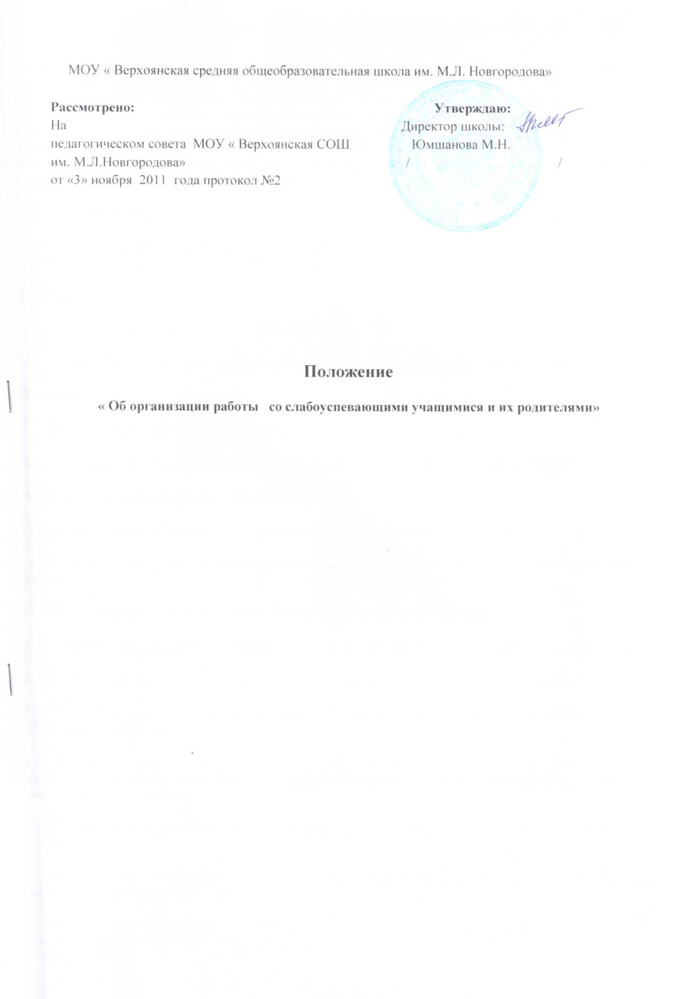 МОУ « Верхоянская средняя общеобразовательная школа им. М.Л. Новгородова»
Рассмотрено: Утверждаю:
На Директор школы:
педагогическом совета МОУ « Верхоянская СОШ Юмшанова М.Н.
им. М.Л.Новгородова» / /
от «3» ноября 2011 года протокол №2
Положение
« Об организации работы со слабоуспевающими учащимися и их родителями»